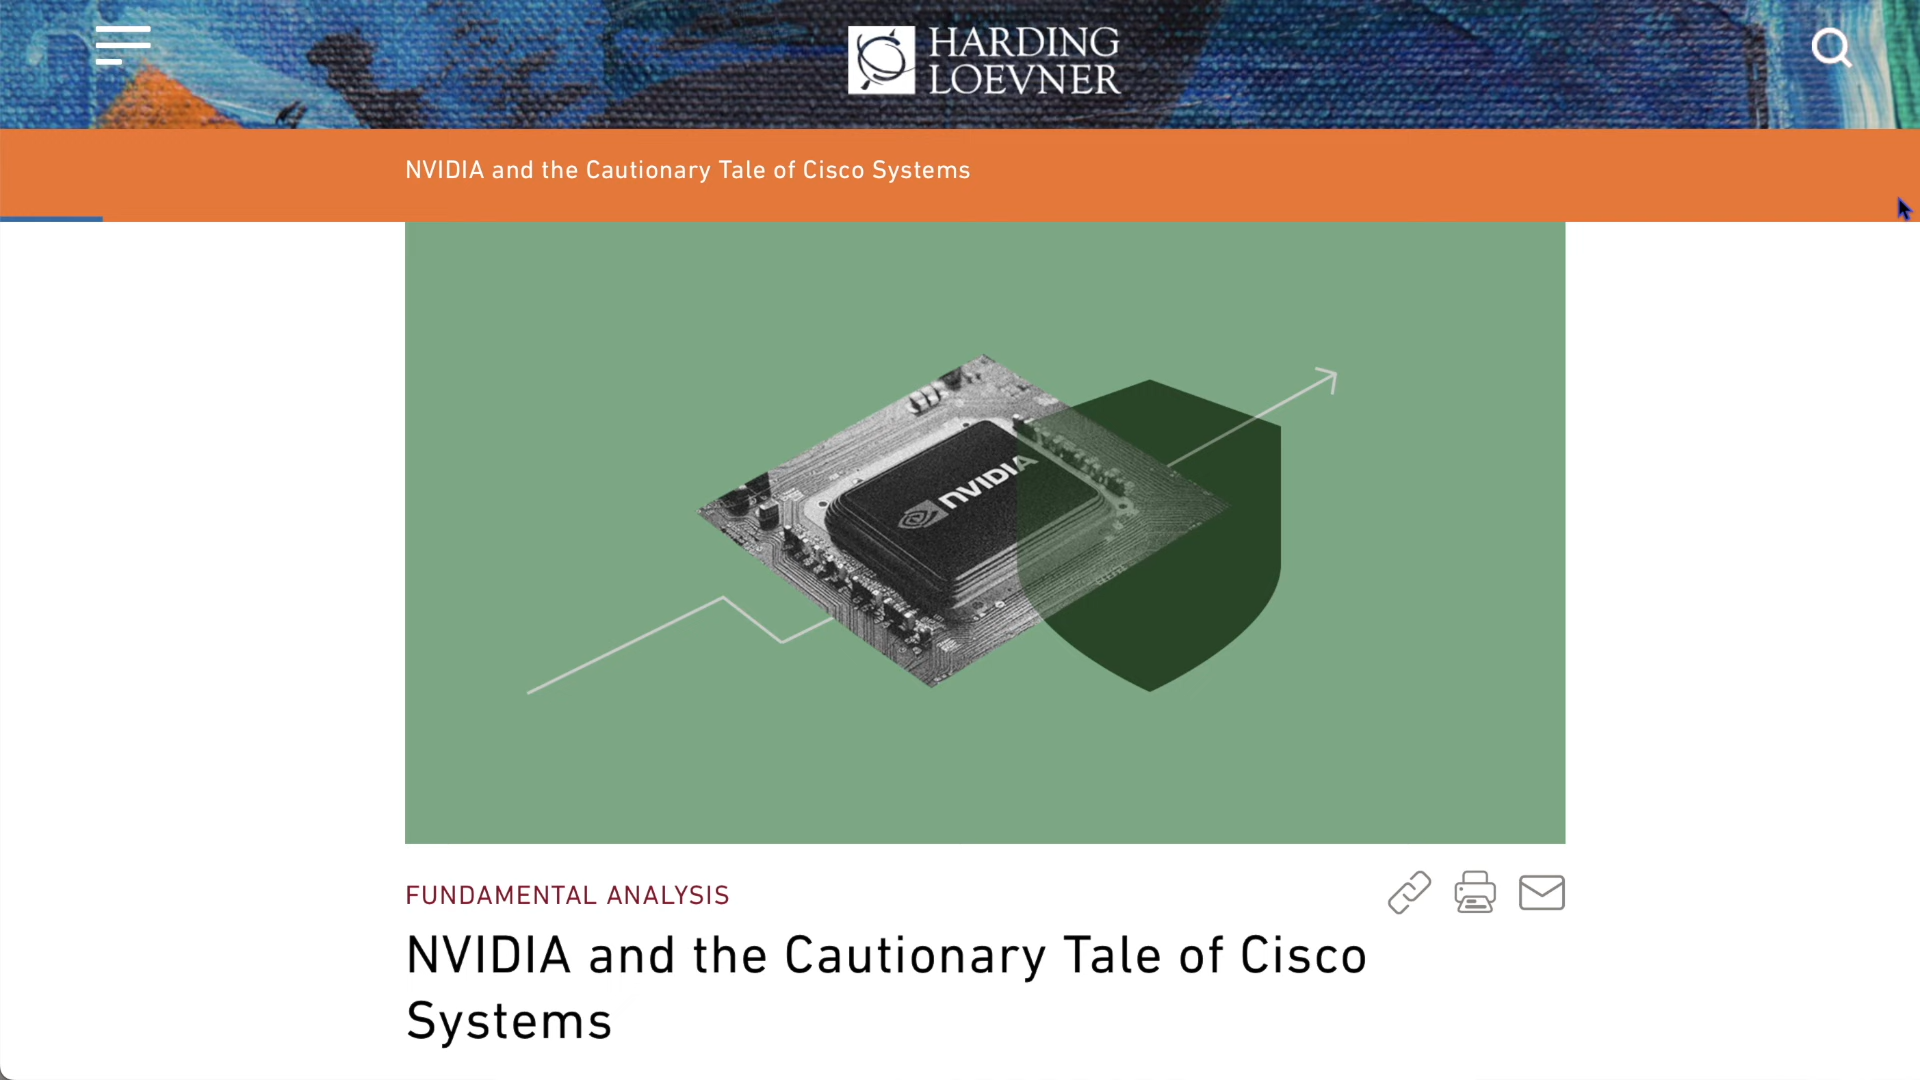 HARDING
LOEVNER
NVIDIA and the Cautionary Tale of Cisco Systems
NVIDIA
FUNDAMENTAL ANALYSIS
NVIDIA and the Cautionary Tale of Cisco
Systems